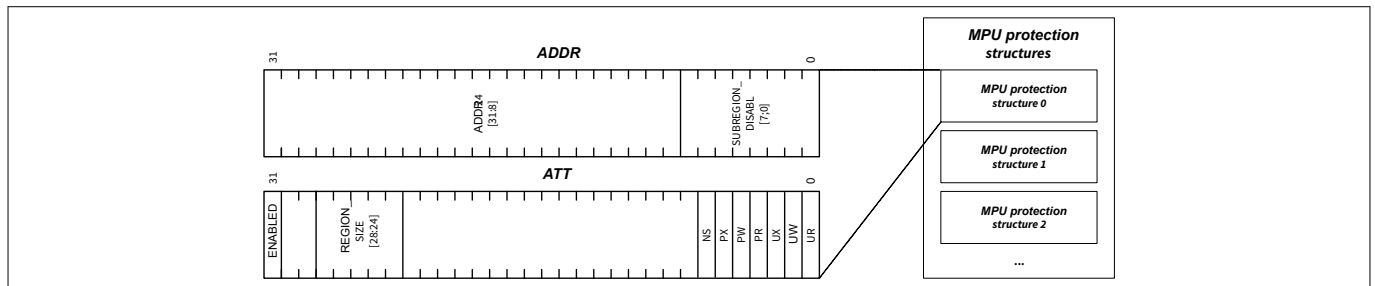 MPU protection
structures
ADDR
31
0
MPU protection
structure 0
ADDR24
[31:8]
SUBREGION_
DISABL
[7;0]
MPU protection
structure 1
ATT
31
0
ENABLED
REGION_
SIZE
[28:24]
NS
PX
PW
PR
UX
UW
UR
MPU protection
structure 2
...